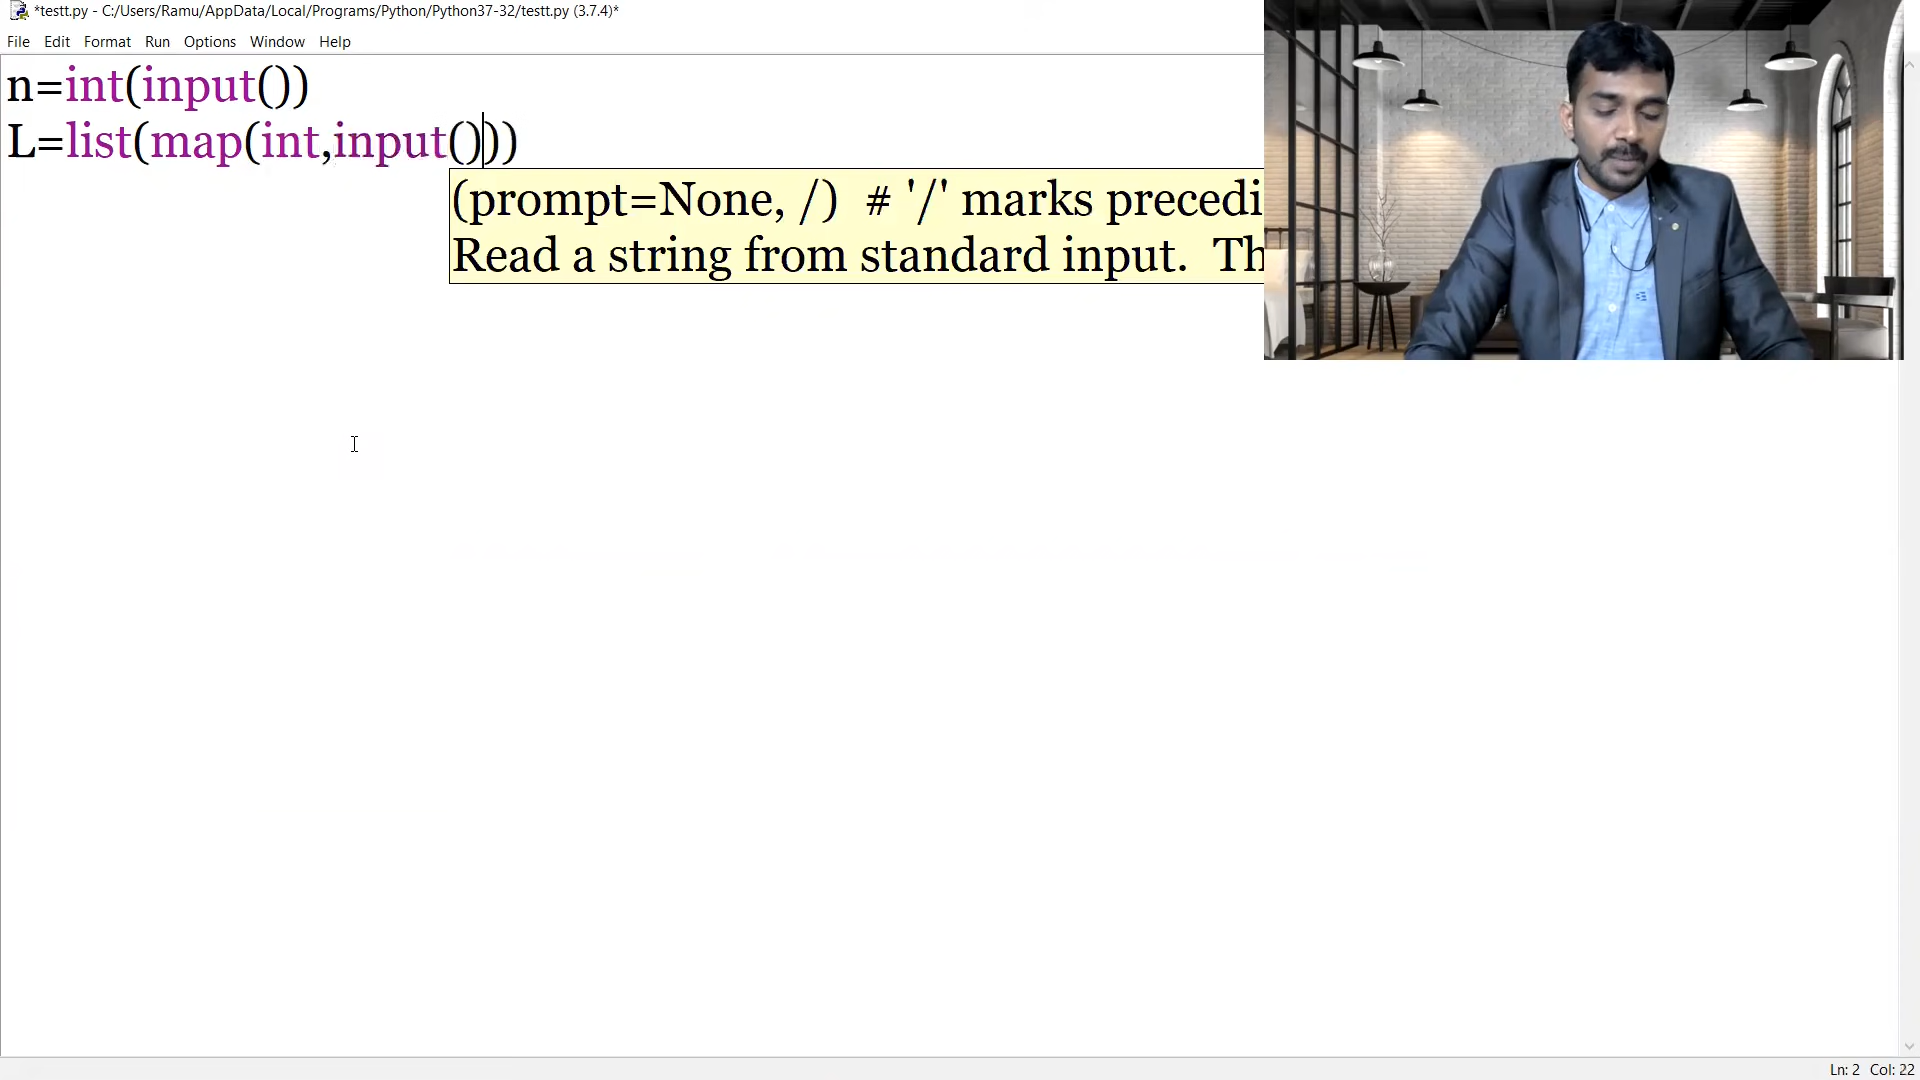 *testt.py - C:/Users/Ramu/AppData/Local/Programs/Python/Python37-32/testt.py (3.7.4)*
File Edit Format Run Options Window Help
n=int(input())
L=list(map(int,input()))
(prompt=None, /)  # '/' marks precedi
Read a string from standard input.  Th
Ln: 2 Col: 22